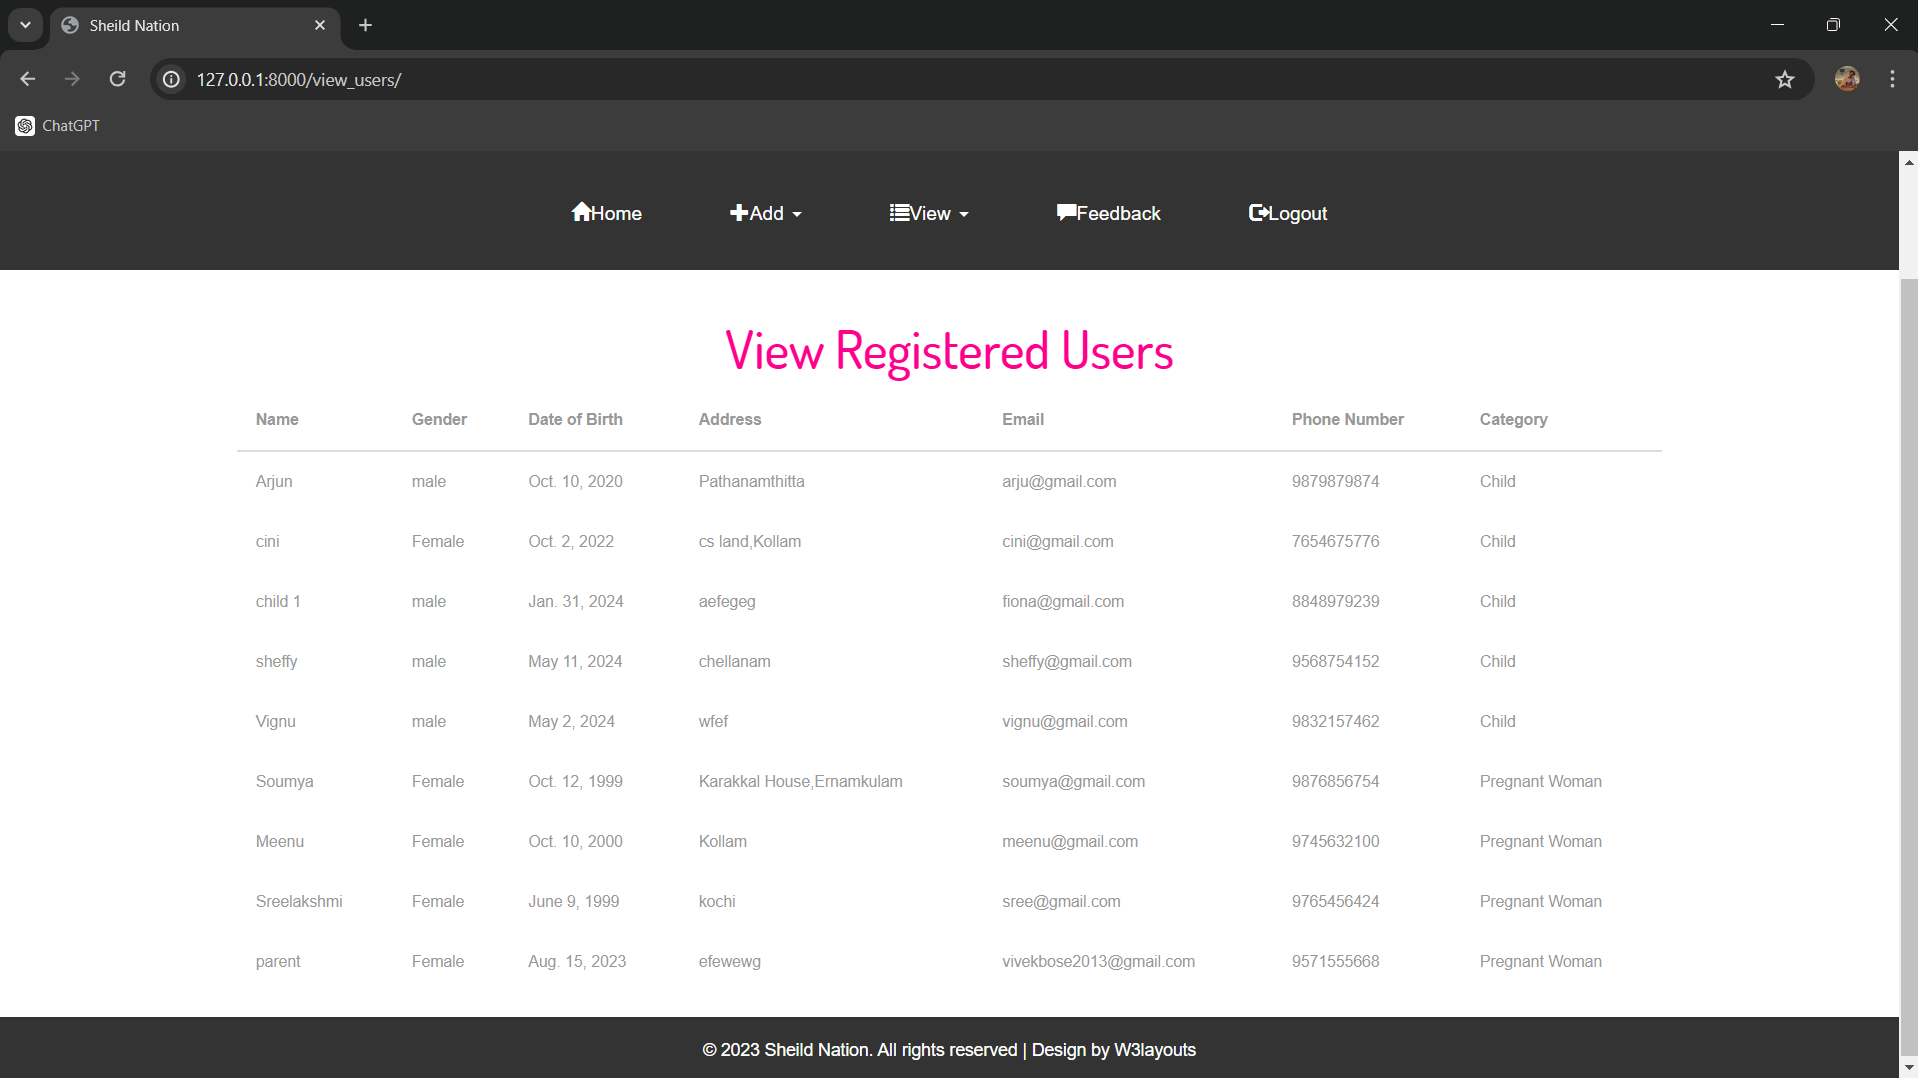 Sheild Nation
127.0.0.1:8000/view_users/
ChatGPT
Home Add View Feedback Logout
View Registered Users
Name Gender Date of Birth Address Email Phone Number Category
Arjun male Oct. 10, 2020 Pathanamthitta arju@gmail.com 9879879874 Child
cini Female Oct. 2, 2022 cs land,Kollam cini@gmail.com 7654675776 Child
child 1 male Jan. 31, 2024 aefegeg fiona@gmail.com 8848979239 Child
sheffy male May 11, 2024 chellanam sheffy@gmail.com 9568754152 Child
Vignu male May 2, 2024 wfef vignu@gmail.com 9832157462 Child
Soumya Female Oct. 12, 1999 Karakkal House,Ernamkulam soumya@gmail.com 9876856754 Pregnant Woman
Meenu Female Oct. 10, 2000 Kollam meenu@gmail.com 9745632100 Pregnant Woman
Sreelakshmi Female June 9, 1999 kochi sree@gmail.com 9765456424 Pregnant Woman
parent Female Aug. 15, 2023 efewewg vivekbose2013@gmail.com 9571555668 Pregnant Woman
© 2023 Sheild Nation. All rights reserved | Design by W3layouts